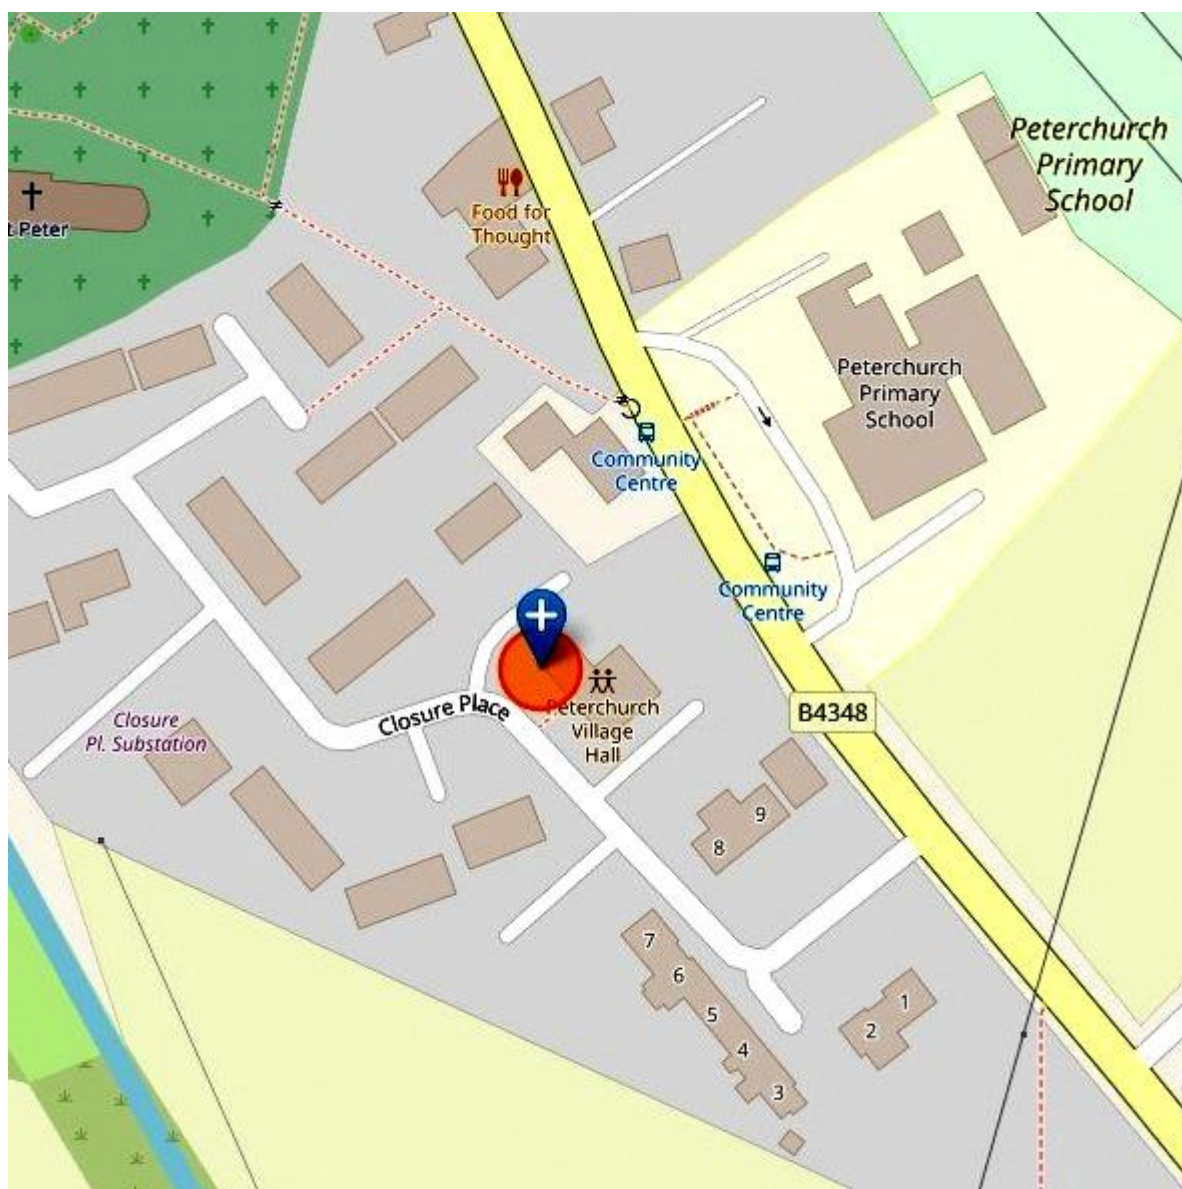 Peterchurch
Primary
School
Food for
Thought
t Peter
Peterchurch
Primary
School
Community
Centre
Community
Centre
Closure Place
Peterchurch
Village
Hall
B4348
Closure
Pl. Substation
9
8
7
6
5
4
3
1
2